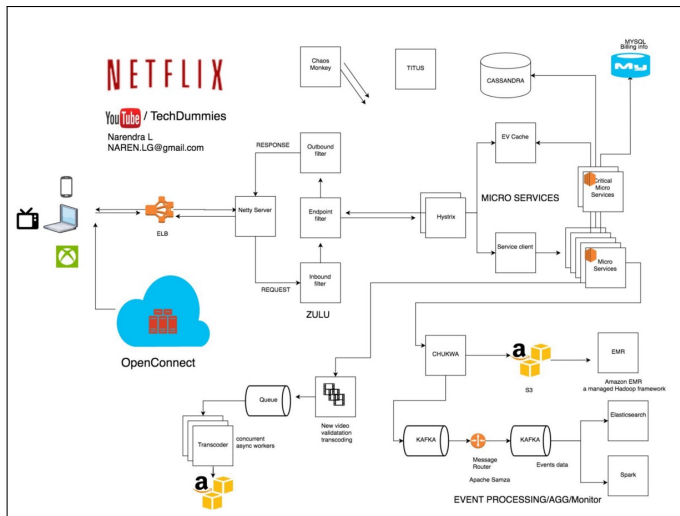 NETFLIX
YouTube / TechDummies
Narendra L
NAREN.LG@gmail.com
Chaos
Monkey
TITUS
CASSANDRA
MYSQL
Billing info
My
RESPONSE
Outbound
filter
EV Cache
MICRO SERVICES
Critical
Micro
Services
ELB
Netty Server
Endpoint
filter
Hystrix
Service client
Micro
Services
REQUEST
Inbound
filter
ZULU
OpenConnect
CHUKWA
a
S3
EMR
Amazon EMR
a managed Hadoop framework
Queue
New video
validatation
transcoding
Transcoder
concurrent
async workers
a
KAFKA
Message
Router
Apache Samza
KAFKA
Events data
Elasticsearch
Spark
EVENT PROCESSING/AGG/Monitor